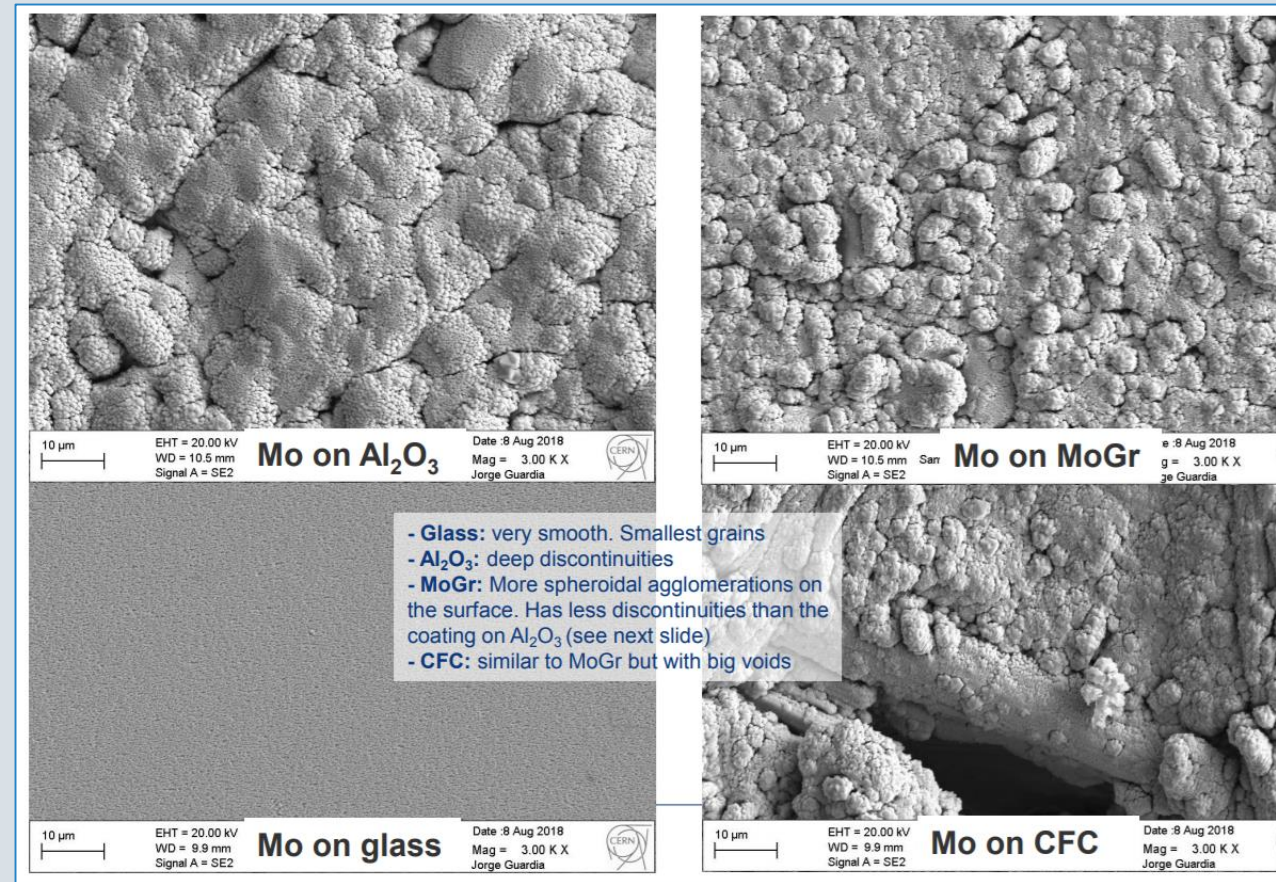 10 µm
EHT = 20.00 kV
WD = 10.5 mm
Signal A = SE2
Mo on Al₂O₃
Date :8 Aug 2018
Mag = 3.00 K X
Jorge Guardia
CERN
10 µm
EHT = 20.00 kV
WD = 10.5 mm
Signal A = SE2
Mo on MoGr
:8 Aug 2018
= 3.00 K X
Guardia
- Glass: very smooth. Smallest grains
- Al₂O₃: deep discontinuities
- MoGr: More spheroidal agglomerations on
the surface. Has less discontinuities than the
coating on Al₂O₃ (see next slide)
- CFC: similar to MoGr but with big voids
10 µm
EHT = 20.00 kV
WD = 9.9 mm
Signal A = SE2
Mo on glass
Date :8 Aug 2018
Mag = 3.00 K X
Jorge Guardia
CERN
10 µm
EHT = 20.00 kV
WD = 9.9 mm
Signal A = SE2
Mo on CFC
Date :8 Aug 2018
Mag = 3.00 K X
Jorge Guardia